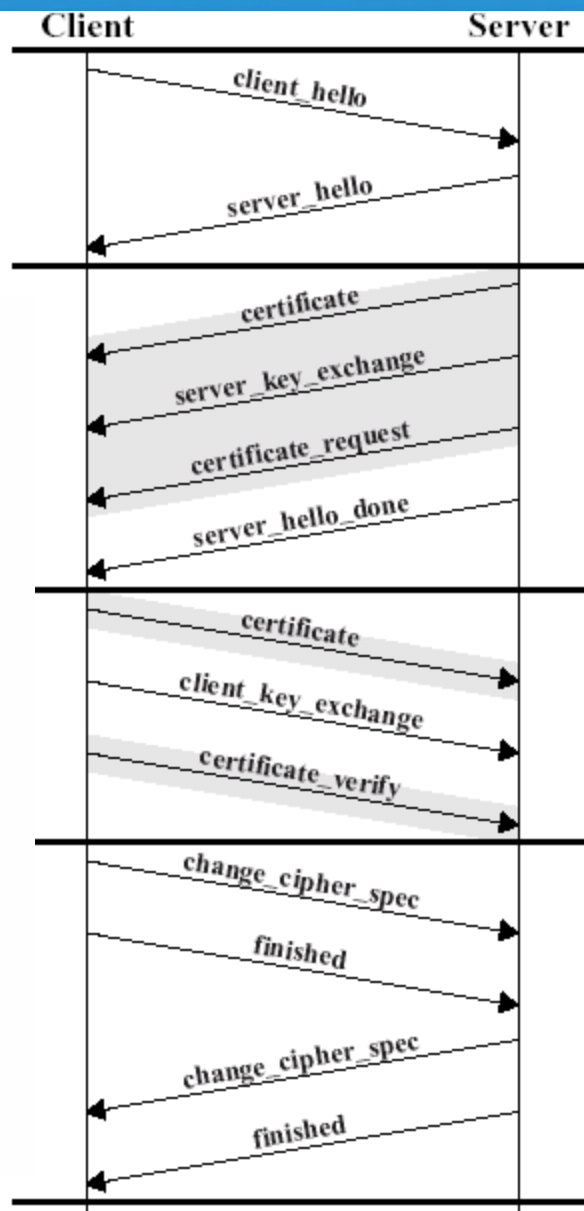 Client Server
client_hello
server_hello
certificate
server_key_exchange
certificate_request
server_hello_done
certificate
client_key_exchange
certificate_verify
change_cipher_spec
finished
change_cipher_spec
finished